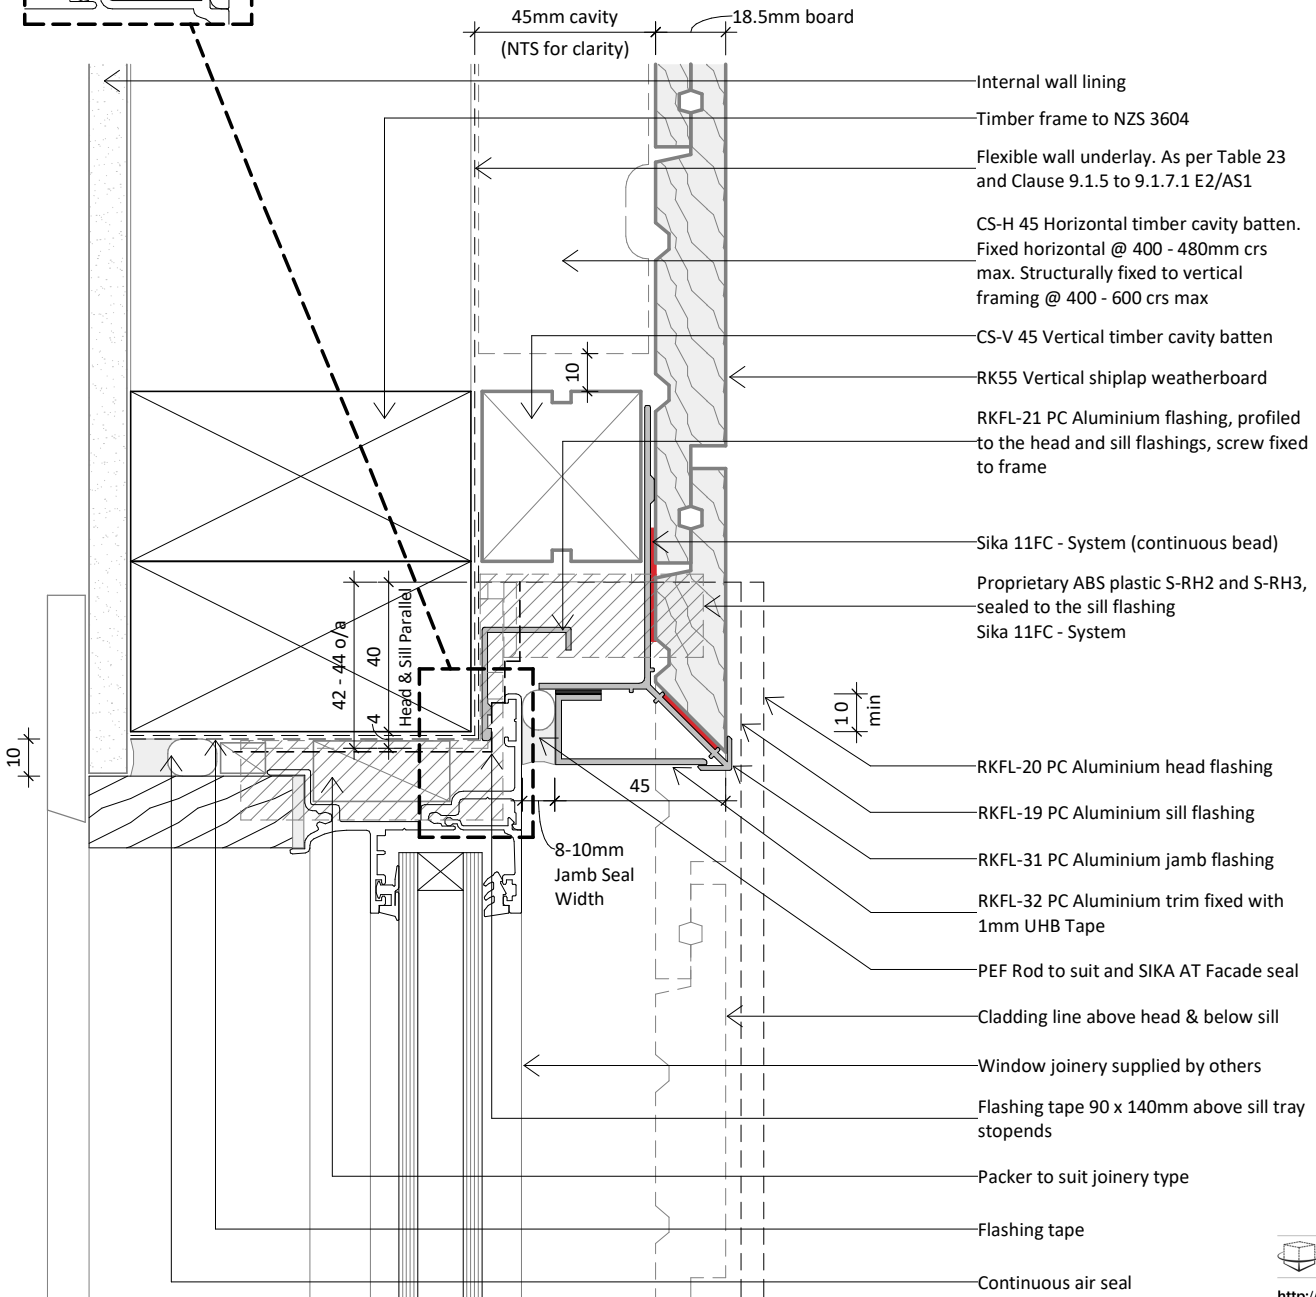 45mm cavity
(NTS for clarity)
18.5mm board
Internal wall lining
Timber frame to NZS 3604
Flexible wall underlay. As per Table 23
and Clause 9.1.5 to 9.1.7.1 E2/AS1
CS-H 45 Horizontal timber cavity batten.
Fixed horizontal @ 400 - 480mm crs
max. Structurally fixed to vertical
framing @ 400 - 600 crs max
CS-V 45 Vertical timber cavity batten
10
RK55 Vertical shiplap weatherboard
RKFL-21 PC Aluminium flashing, profiled
to the head and sill flashings, screw fixed
to frame
Sika 11FC - System (continuous bead)
Proprietary ABS plastic S-RH2 and S-RH3,
sealed to the sill flashing
Sika 11FC - System
42 - 44 o/a
40
4
Head & Sill Parallel
10
min
10
RKFL-20 PC Aluminium head flashing
45
RKFL-19 PC Aluminium sill flashing
8-10mm
Jamb Seal
Width
RKFL-31 PC Aluminium jamb flashing
RKFL-32 PC Aluminium trim fixed with
1mm UHB Tape
PEF Rod to suit and SIKA AT Facade seal
Cladding line above head & below sill
Window joinery supplied by others
Flashing tape 90 x 140mm above sill tray
stopends
Packer to suit joinery type
Flashing tape
Continuous air seal